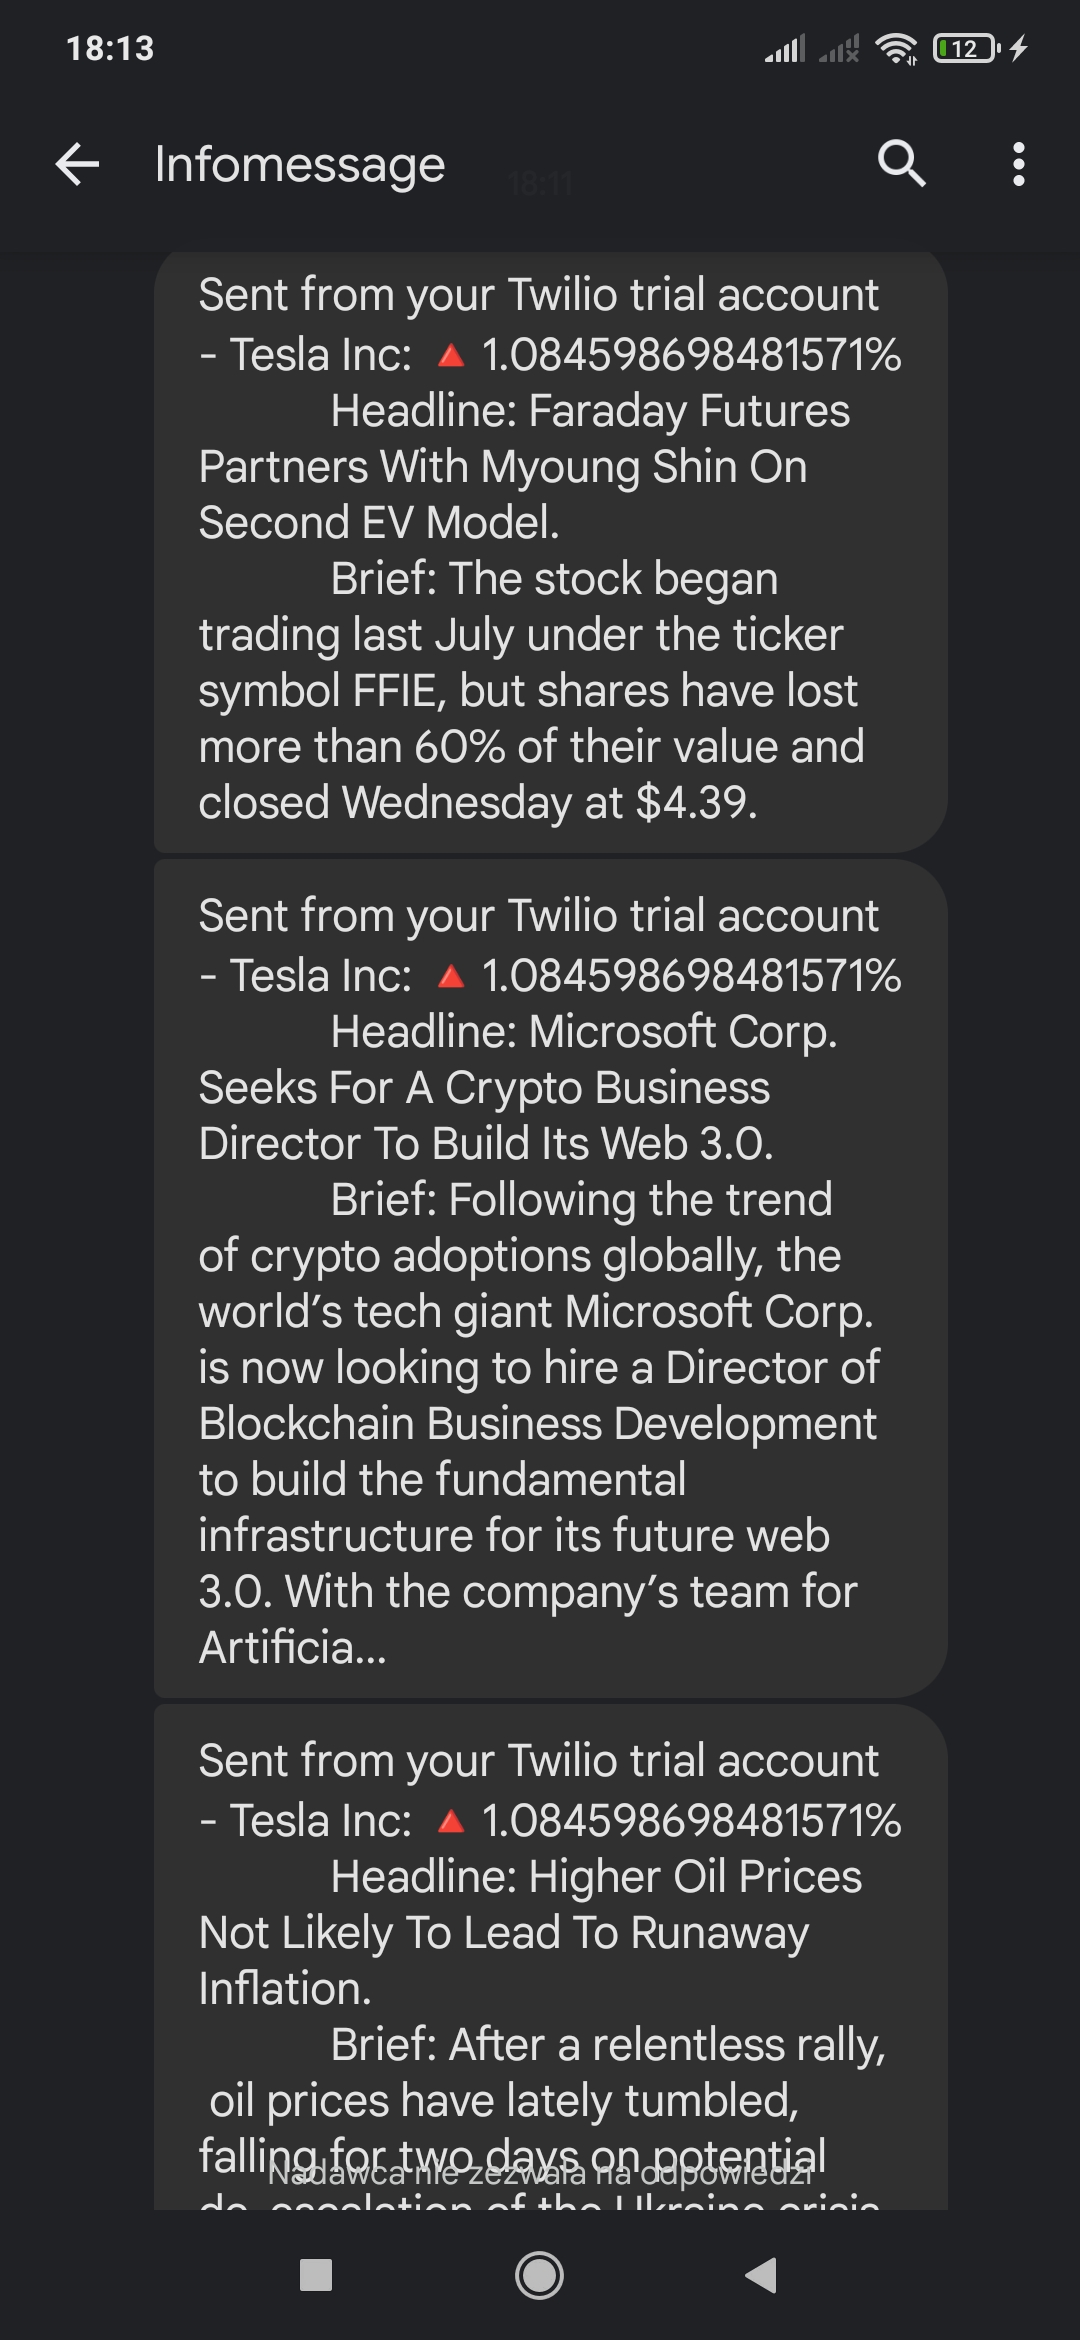 18:13
12
Infomessage
18:11
Sent from your Twilio trial account
- Tesla Inc: 🔺 1.084598698481571%
Headline: Faraday Futures
Partners With Myoung Shin On
Second EV Model.
Brief: The stock began
trading last July under the ticker
symbol FFIE, but shares have lost
more than 60% of their value and
closed Wednesday at $4.39.
Sent from your Twilio trial account
- Tesla Inc: 🔺 1.084598698481571%
Headline: Microsoft Corp.
Seeks For A Crypto Business
Director To Build Its Web 3.0.
Brief: Following the trend
of crypto adoptions globally, the
world’s tech giant Microsoft Corp.
is now looking to hire a Director of
Blockchain Business Development
to build the fundamental
infrastructure for its future web
3.0. With the company’s team for
Artificia...
Sent from your Twilio trial account
- Tesla Inc: 🔺 1.084598698481571%
Headline: Higher Oil Prices
Not Likely To Lead To Runaway
Inflation.
Brief: After a relentless rally,
oil prices have lately tumbled,
falling for two days on potential
Nadawca nie zezwala na odpowiedzi
de-escalation of the Ukraine crisis